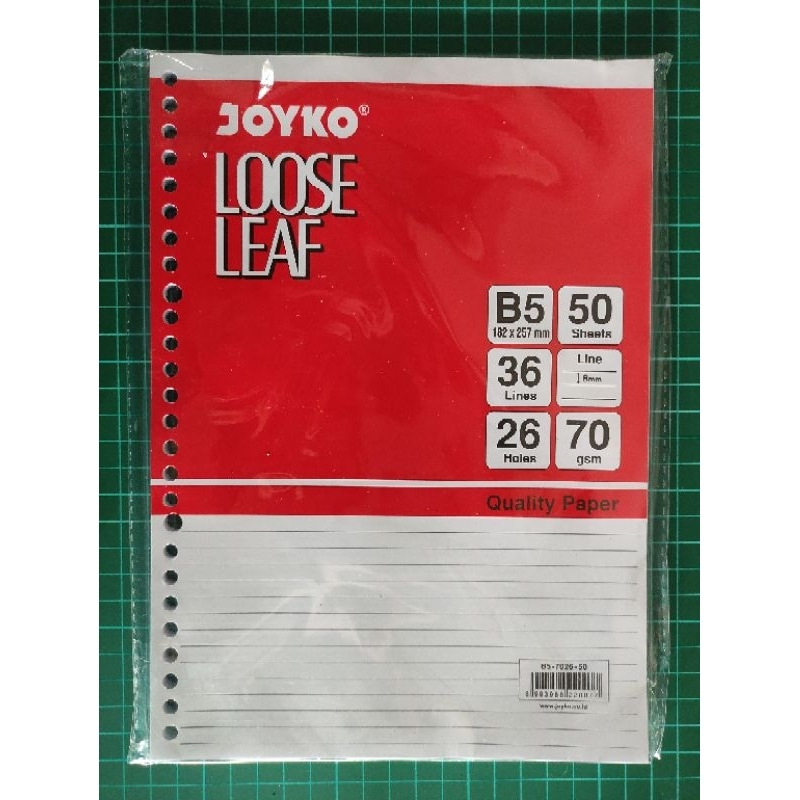 JOYKO®
LOOSE
LEAF
B5
182 x 257 mm
50
Sheets
36
Lines
Line
6mm
26
Holes
70
gsm
Quality Paper
B5-7026-50
www.joyko.co.id